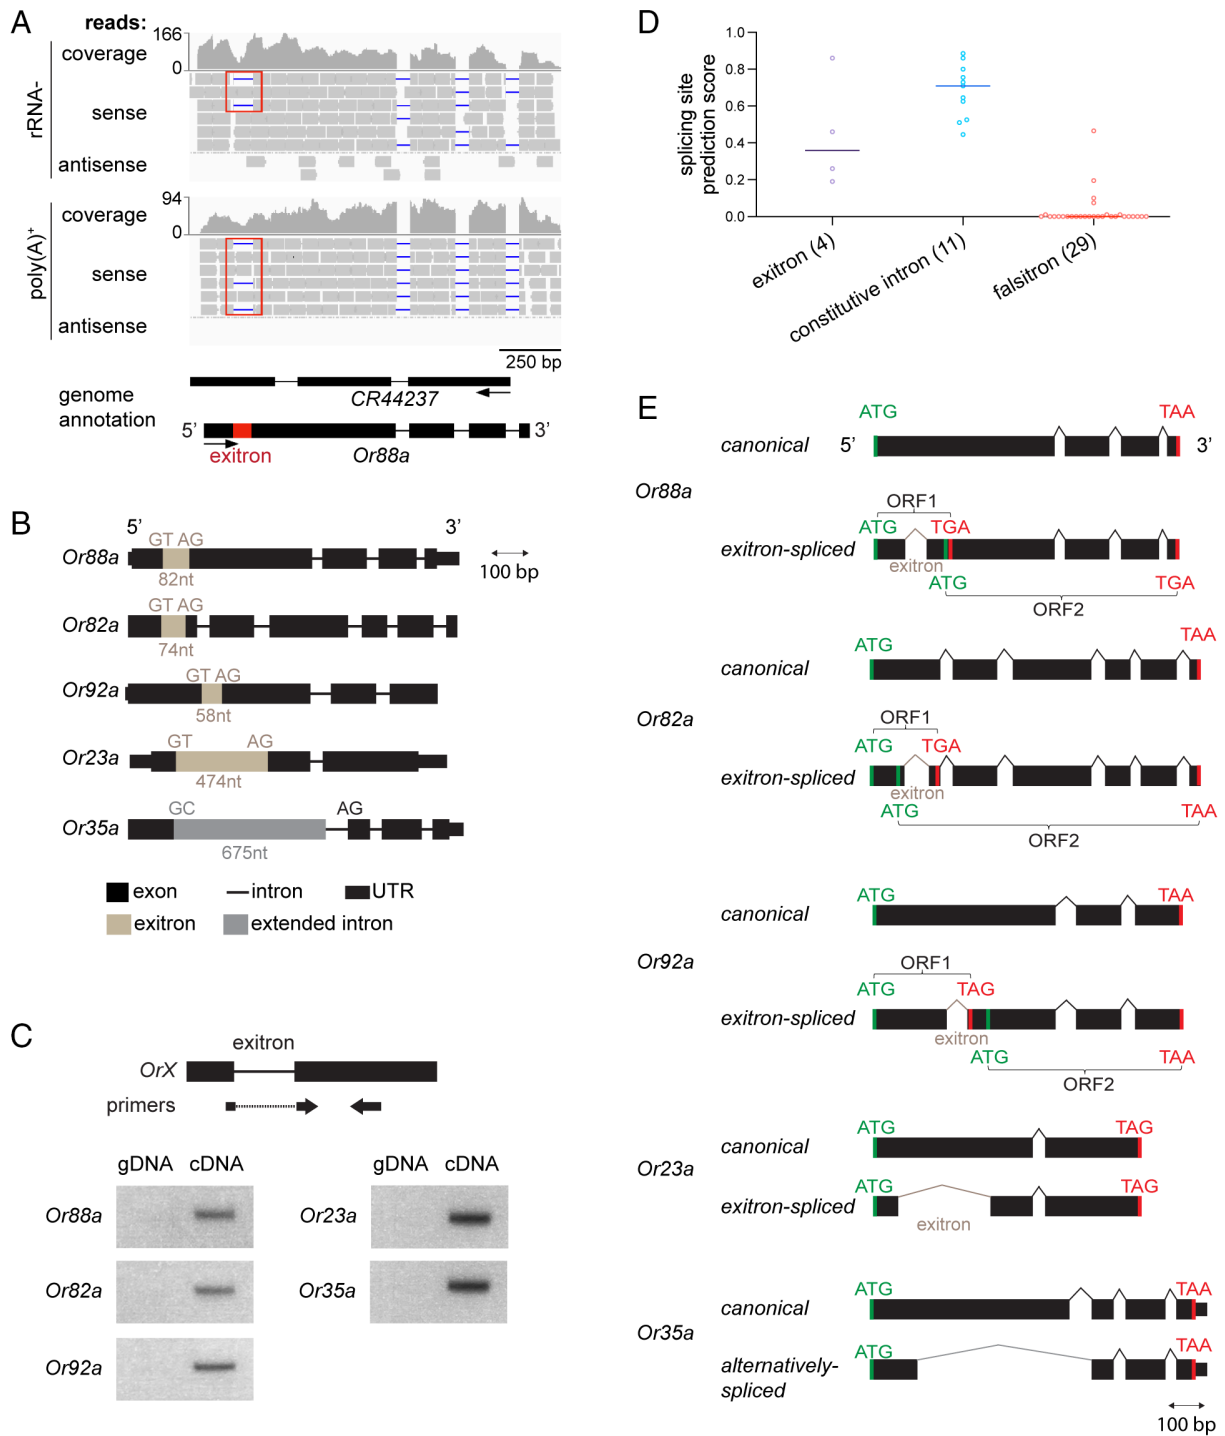 A
reads:
166
0
coverage
sense
antisense
rRNA-
94
0
coverage
sense
antisense
poly(A)+
250 bp
genome
annotation
CR44237
5’
3’
exitron
Or88a
B
5’
3’
GT AG
Or88a
82nt
100 bp
GT AG
Or82a
74nt
GT AG
Or92a
58nt
GT
AG
Or23a
474nt
GC
AG
Or35a
675nt
exon
intron
UTR
exitron
extended intron
C
exitron
OrX
primers
gDNA
cDNA
gDNA
cDNA
Or88a
Or23a
Or82a
Or35a
Or92a
D
splicing site
prediction score
1.0
0.8
0.6
0.4
0.2
0.0
exitron (4)
constitutive intron (11)
falsitron (29)
E
ATG
TAA
canonical
5’
3’
Or88a
ORF1
ATG
TGA
exitron-spliced
exitron
ATG
TGA
ORF2
TAA
ATG
canonical
Or82a
ORF1
ATG
TGA
exitron-spliced
exitron
ATG
TAA
ORF2
ATG
TAA
canonical
Or92a
ORF1
ATG
TAG
exitron-spliced
exitron
ATG
TAA
ORF2
ATG
TAG
canonical
Or23a
ATG
TAG
exitron-spliced
exitron
ATG
TAA
canonical
Or35a
ATG
TAA
alternatively-
spliced
100 bp